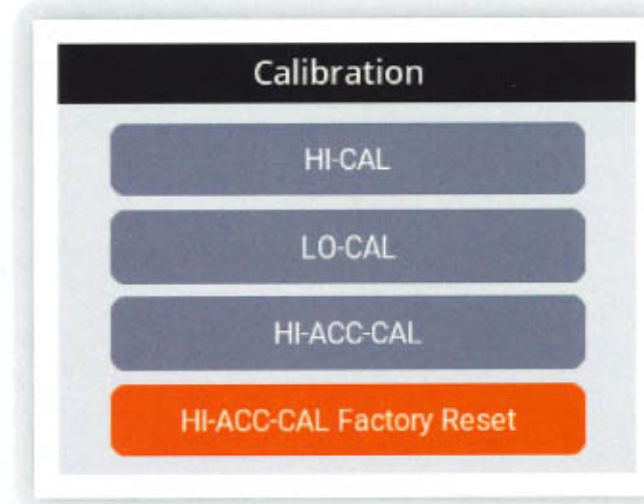 Calibration
HI-CAL
LO-CAL
HI-ACC-CAL
HI-ACC-CAL Factory Reset